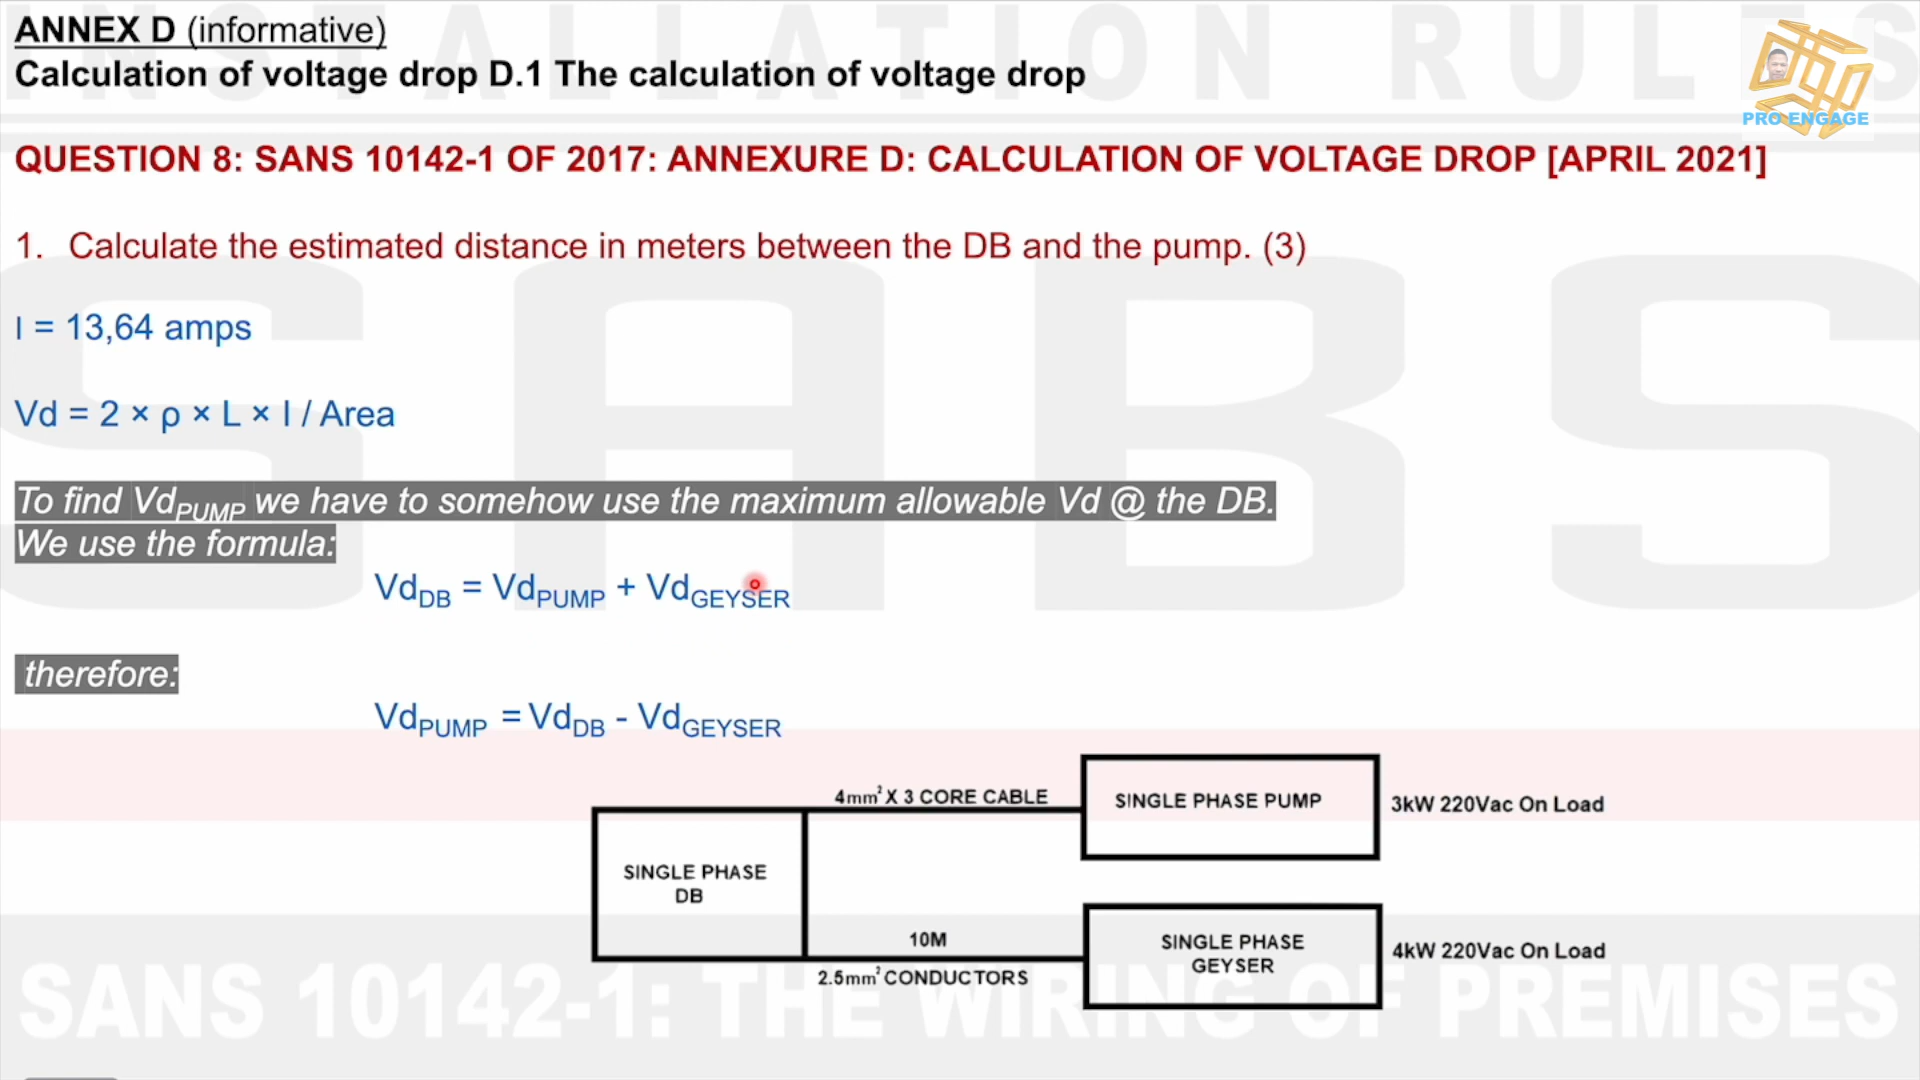 INSTALLATION RULES
ANNEX D (informative)
Calculation of voltage drop D.1 The calculation of voltage drop
PRO ENGAGE
QUESTION 8: SANS 10142-1 OF 2017: ANNEXURE D: CALCULATION OF VOLTAGE DROP [APRIL 2021]
1. Calculate the estimated distance in meters between the DB and the pump. (3)
SABS
I = 13,64 amps
Vd = 2 × ρ × L × I / Area
To find VdPUMP we have to somehow use the maximum allowable Vd @ the DB.
We use the formula:
VdDB = VdPUMP + VdGEYSER
therefore:
VdPUMP = VdDB - VdGEYSER
4mm² X 3 CORE CABLE
SINGLE PHASE PUMP
3kW 220Vac On Load
SINGLE PHASE
DB
10M
2.5mm² CONDUCTORS
SINGLE PHASE
GEYSER
4kW 220Vac On Load
SANS 10142-1: THE WIRING OF PREMISES